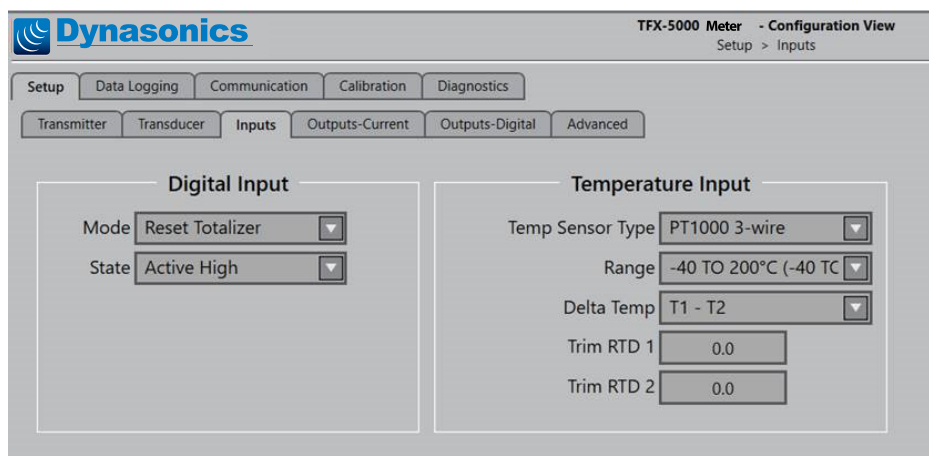 Dynasonics
TFX-5000 Meter - Configuration View
Setup > Inputs
Setup Data Logging Communication Calibration Diagnostics
Transmitter Transducer Inputs Outputs-Current Outputs-Digital Advanced
Digital Input
Mode Reset Totalizer
State Active High
Temperature Input
Temp Sensor Type PT1000 3-wire
Range -40 TO 200°C (-40 TC
Delta Temp T1 - T2
Trim RTD 1 0.0
Trim RTD 2 0.0